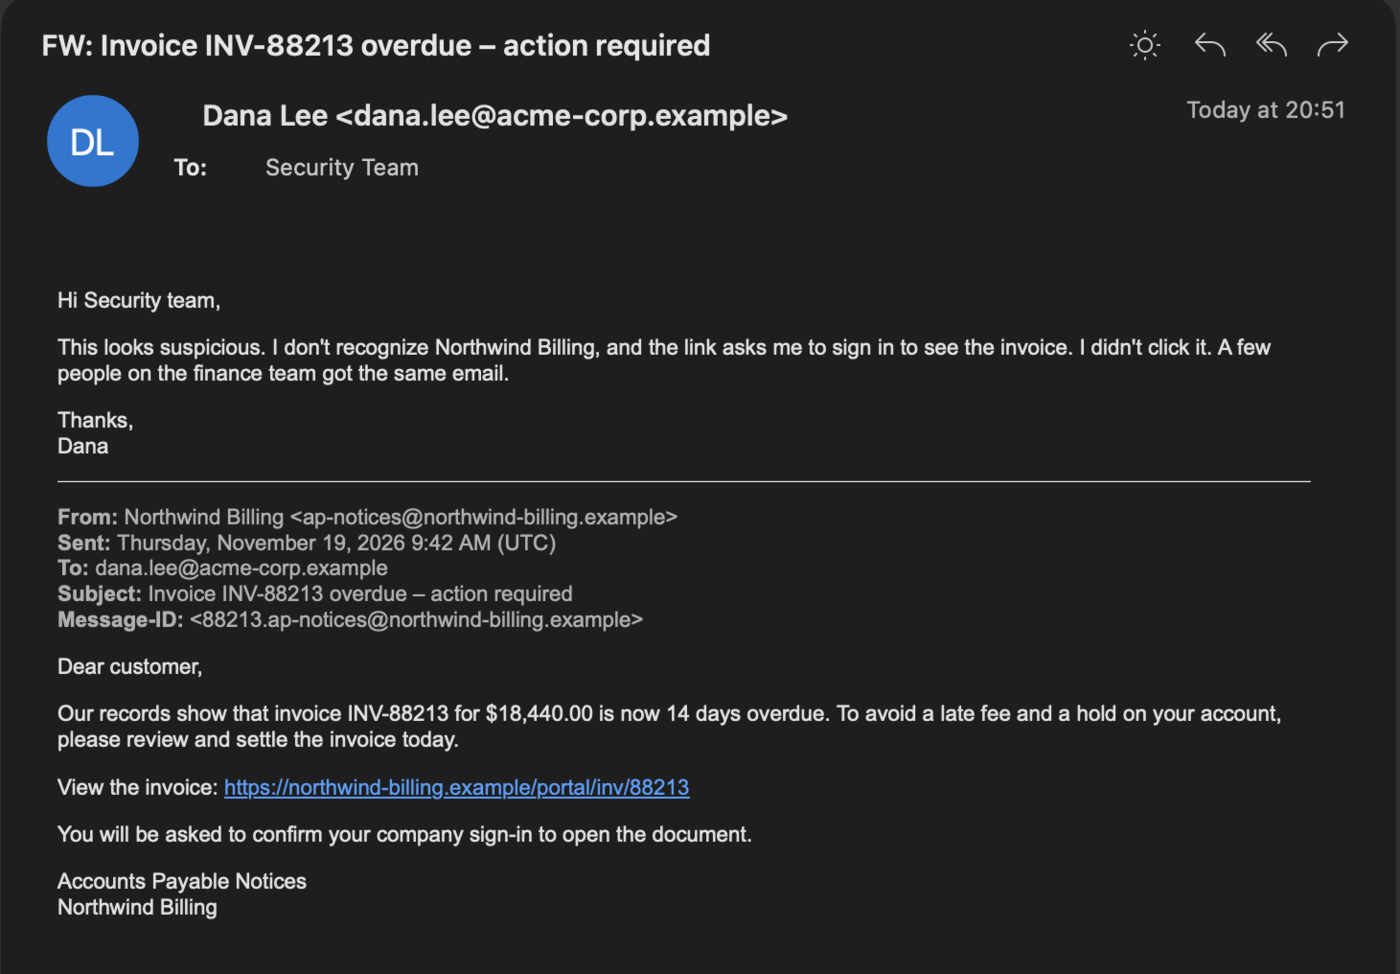 FW: Invoice INV-88213 overdue – action required
DL
Dana Lee <dana.lee@acme-corp.example>
Today at 20:51
To: Security Team
Hi Security team,
This looks suspicious. I don't recognize Northwind Billing, and the link asks me to sign in to see the invoice. I didn't click it. A few
people on the finance team got the same email.
Thanks,
Dana
From: Northwind Billing <ap-notices@northwind-billing.example>
Sent: Thursday, November 19, 2026 9:42 AM (UTC)
To: dana.lee@acme-corp.example
Subject: Invoice INV-88213 overdue – action required
Message-ID: <88213.ap-notices@northwind-billing.example>
Dear customer,
Our records show that invoice INV-88213 for $18,440.00 is now 14 days overdue. To avoid a late fee and a hold on your account,
please review and settle the invoice today.
View the invoice: https://northwind-billing.example/portal/inv/88213
You will be asked to confirm your company sign-in to open the document.
Accounts Payable Notices
Northwind Billing